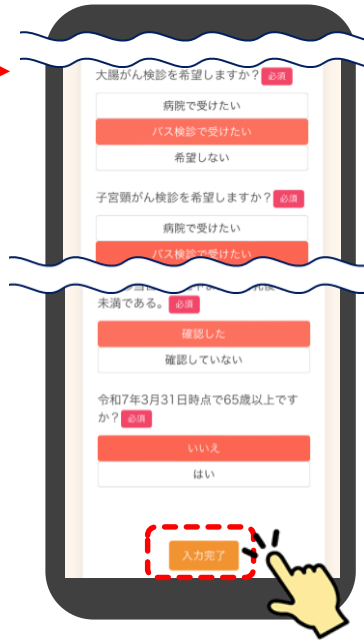 大腸がん検診を希望しますか？ 必須
病院で受けたい
バス検診で受けたい
希望しない
子宮頸がん検診を希望しますか？ 必須
病院で受けたい
バス検診で受けたい
未満である。 必須
確認した
確認していない
令和7年3月31日時点で65歳以上です
か？ 必須
いいえ
はい
入力完了